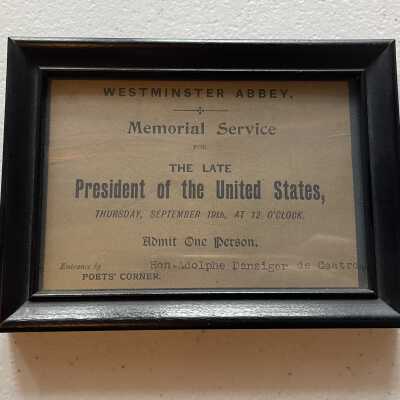 WESTMINSTER ABBEY.
Memorial Service
FOR
THE LATE
President of the United States,
THURSDAY, SEPTEMBER 19th, AT 12 O'CLOCK.
Admit One Person.
Hon. Adolphe Danziger de Castro,
Entrance by
POETS' CORNER.